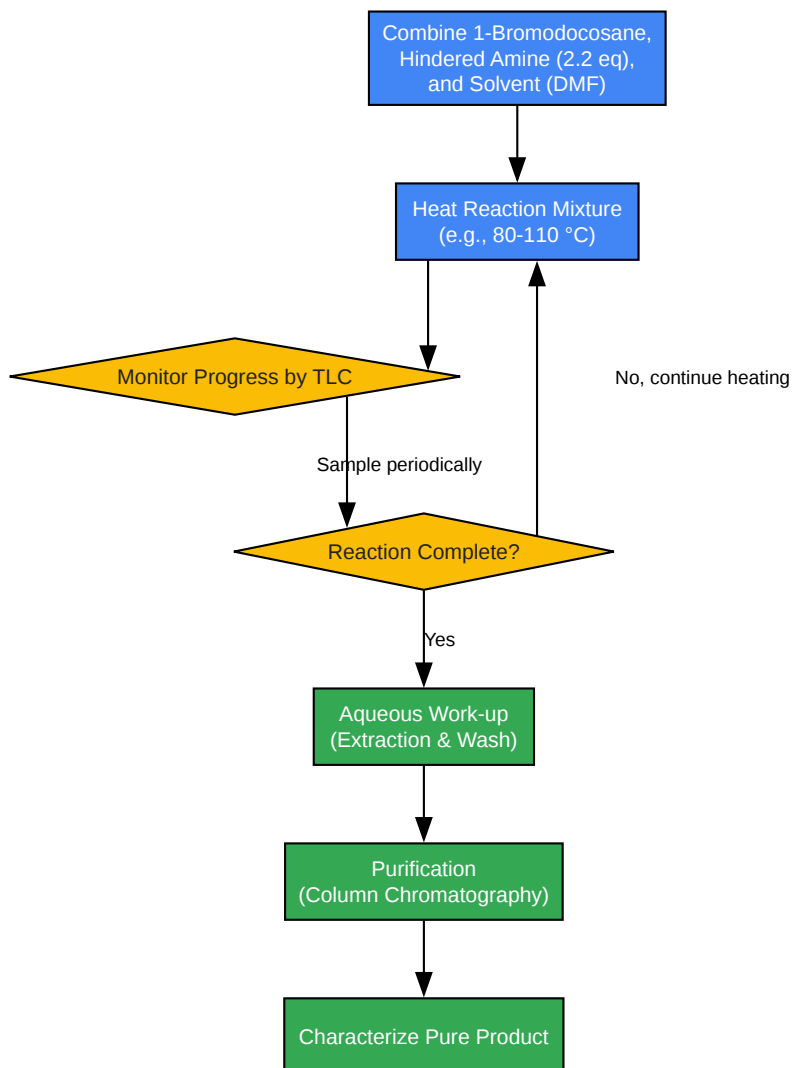 Combine 1-Bromodocosane,
Hindered Amine (2.2 eq),
and Solvent (DMF)
Heat Reaction Mixture
(e.g., 80-110 °C)
Monitor Progress by TLC
No, continue heating
Sample periodically
Reaction Complete?
Yes
Aqueous Work-up
(Extraction & Wash)
Purification
(Column Chromatography)
Characterize Pure Product